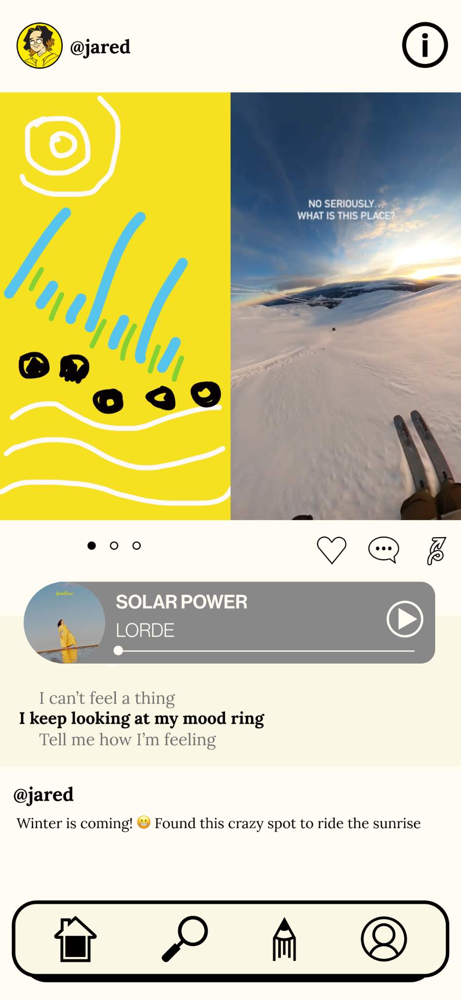 @jared
NO SERIOUSLY...
WHAT IS THIS PLACE?
Solar Power
SOLAR POWER
LORDE
I can’t feel a thing
I keep looking at my mood ring
Tell me how I’m feeling
@jared
Winter is coming! 😬 Found this crazy spot to ride the sunrise